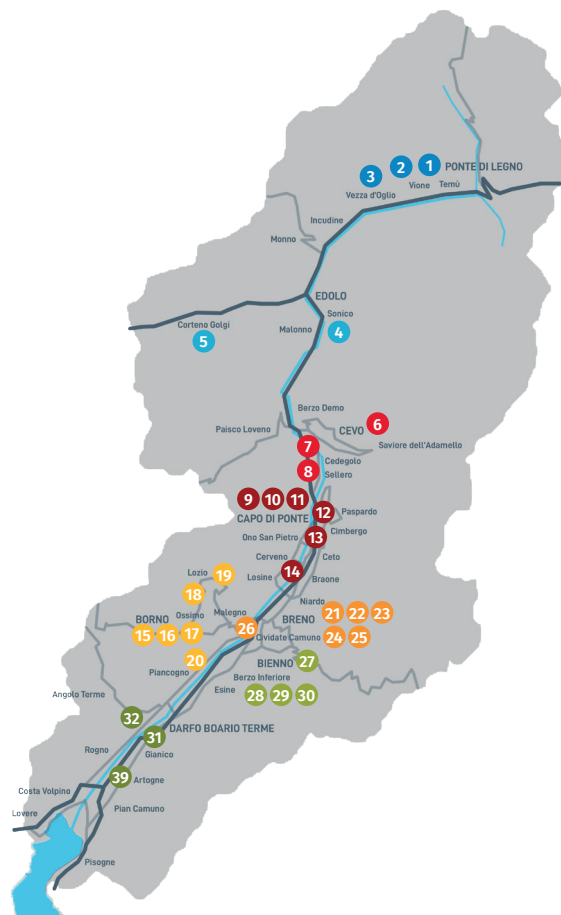 1 PONTE DI LEGNO
2
3
Vione Temù
Vezza d'Oglio
Incudine
Monno
EDOLO
Sonico
Corteno Golgi
Malonno
4
5
Berzo Demo
6
CEVO
Paisco Loveno
Saviore dell'Adamello
7
Cedegolo
8
Sellero
9 10 11
12
Paspardo
CAPO DI PONTE
Cimbergo
Ono San Pietro
13
Cerveno
Ceto
14
Losine
Braone
Lozio
19
18
Niardo
Malegno
Ossimo
BORNO
21 22 23
BRENO
15 16 17
26
24 25
Cividate Camuno
20
BIENNO
27
Piancogno
Berzo Inferiore
Esine
28 29 30
Angolo Terme
32
DARFO BOARIO TERME
31
Rogno
Gianico
39
Artogne
Costa Volpino
Pian Camuno
Lovere
Pisogne